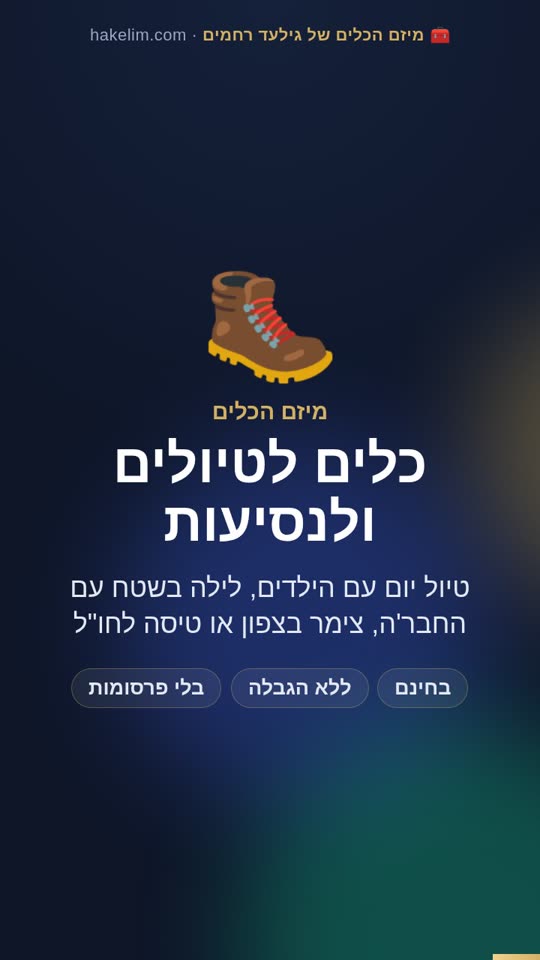 🧰 מיזם הכלים של גילעד רחמים · hakelim.com
מיזם הכלים
כלים לטיולים
ולנסיעות
טיול יום עם הילדים, לילה בשטח עם
החבר'ה, צימר בצפון או טיסה לחו"ל
בחינם
ללא הגבלה
בלי פרסומות